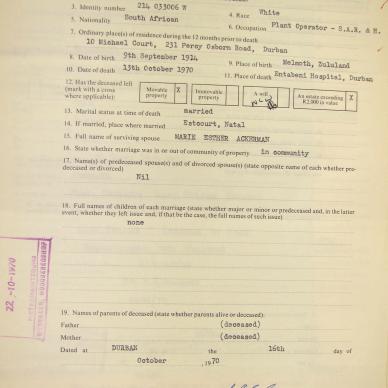 3. Identity number 214 033006 W 4. Race White
5. Nationality South African 6. Occupation Plant Operator - S.A.R. & H.
7. Ordinary place(s) of residence during the 12 months prior to death
10 Michael Court, 231 Percy Osborn Road, Durban
8. Date of birth 9th September 1914 9. Place of birth Melmoth, Zululand
10. Date of death 13th October 1970 11. Place of death Entabeni Hospital, Durban
12. Has the deceased left (mark with a cross where applicable): Movable property X Immovable property A will An estate exceeding R2,000 in value X
13. Marital status at time of death married
14. If married, place where married Estcourt, Natal
15. Full name of surviving spouse MARIE ESTHER ACKERMAN
16. State whether marriage was in or out of community of property in community
17. Name(s) of predeceased spouse(s) and of divorced spouse(s) (state opposite name of each whether pre-
deceased or divorced)
Nil
18. Full names of children of each marriage (state whether major or minor or predeceased and, in the latter
event, whether they left issue and, if that be the case, the full names of such issue)
none
22 -10- 1970
19. Names of parents of deceased (state whether parents alive or deceased):
Father (deceased)
Mother (deceased)
Dated at DURBAN the 16th day of
October , 1970